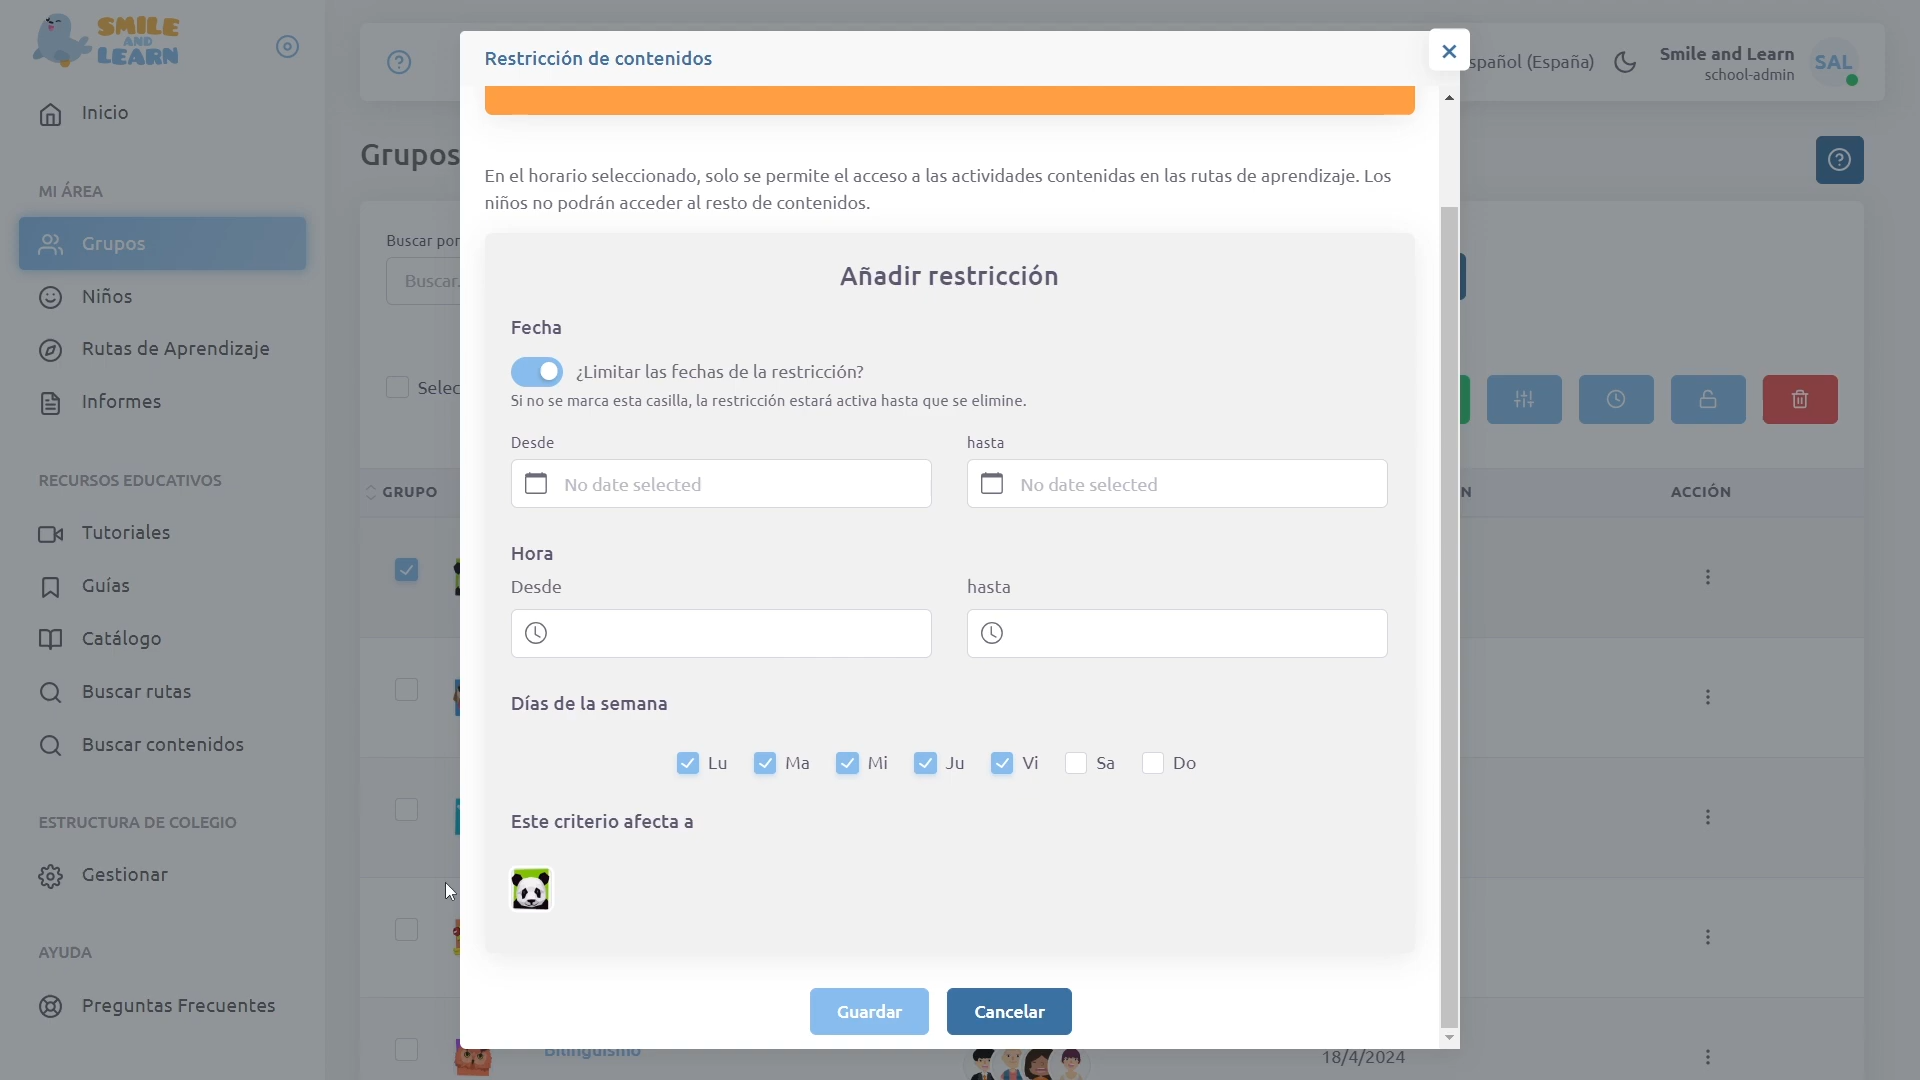 SMILE
AND
LEARN
Inicio
MI ÁREA
Grupos
Niños
Rutas de Aprendizaje
Informes
RECURSOS EDUCATIVOS
Tutoriales
Guías
Catálogo
Buscar rutas
Buscar contenidos
ESTRUCTURA DE COLEGIO
Gestionar
AYUDA
Preguntas Frecuentes
spañol (España)
Smile and Learn
school-admin
SAL
Grupos
Buscar por
Buscar.
Selec
GRUPO
N
ACCIÓN
Bilingüismo
18/4/2024
Restricción de contenidos
En el horario seleccionado, solo se permite el acceso a las actividades contenidas en las rutas de aprendizaje. Los
niños no podrán acceder al resto de contenidos.
Añadir restricción
Fecha
¿Limitar las fechas de la restricción?
Si no se marca esta casilla, la restricción estará activa hasta que se elimine.
Desde
hasta
No date selected
No date selected
Hora
Desde
hasta
Días de la semana
Lu Ma Mi Ju Vi Sa Do
Este criterio afecta a
Guardar
Cancelar